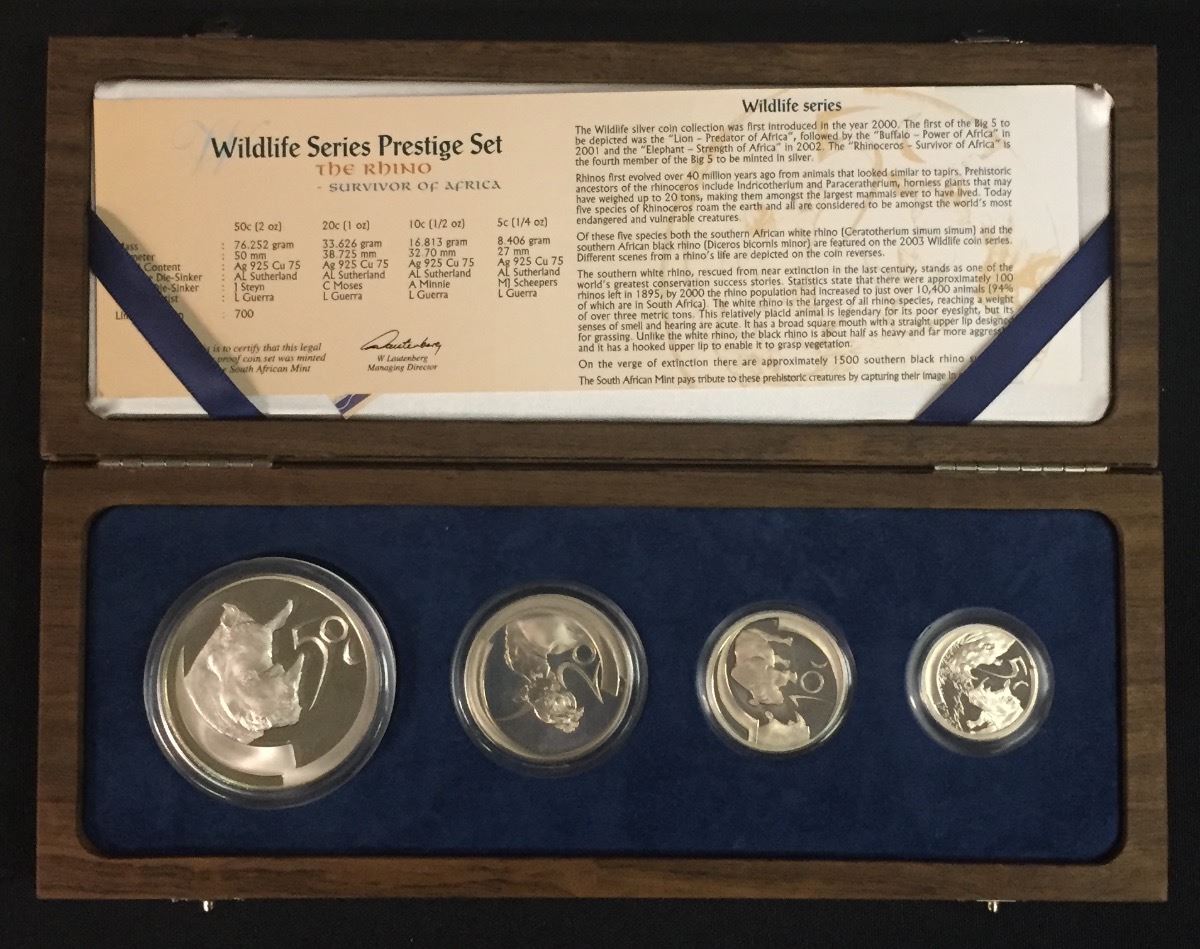 Wildlife Series Prestige Set
THE RHINO
- SURVIVOR OF AFRICA
50c (2 oz) 20c (1 oz) 10c (1/2 oz) 5c (1/4 oz)
: 76.252 gram 33.626 gram 16.813 gram 8.406 gram
: 50 mm 38.725 mm 32.70 mm 27 mm
Content : Ag 925 Cu 75 Ag 925 Cu 75 Ag 925 Cu 75 Ag 925 Cu 75
Die-Sinker : AL Sutherland AL Sutherland AL Sutherland AL Sutherland
: J Steyn C Moses A Minnie MJ Scheepers
: L Guerra L Guerra L Guerra L Guerra
: 700
is to certify that this legal
proof coin set was minted
South African Mint
W Lautenberg
Managing Director
Wildlife series
The Wildlife silver coin collection was first introduced in the year 2000. The first of the Big 5 to
be depicted was the "Lion – Predator of Africa", followed by the "Buffalo – Power of Africa" in
2001 and the "Elephant – Strength of Africa" in 2002. The "Rhinoceros – Survivor of Africa" is
the fourth member of the Big 5 to be minted in silver.
Rhinos first evolved over 40 million years ago from animals that looked similar to tapirs. Prehistoric
ancestors of the rhinoceros include Indricotherium and Paraceratherium, hornless giants that may
have weighed up to 20 tons, making them amongst the largest mammals ever to have lived. Today
five species of Rhinoceros roam the earth and all are considered to be amongst the world's most
endangered and vulnerable creatures.
Of these five species both the southern African white rhino (Ceratotherium simum simum) and the
southern African black rhino (Diceros bicornis minor) are featured on the 2003 Wildlife coin series.
Different scenes from a rhino's life are depicted on the coin reverses.
The southern white rhino, rescued from near extinction in the last century, stands as one of the
world's greatest conservation success stories. Statistics state that there were approximately 100
rhinos left in 1895, by 2000 the rhino population had increased to just over 10,400 animals (94%
of which are in South Africa). The white rhino is the largest of all rhino species, reaching a weight
of over three metric tons. This relatively placid animal is legendary for its poor eyesight, but its
senses of smell and hearing are acute. It has a broad square mouth with a straight upper lip designed
for grassing. Unlike the white rhino, the black rhino is about half as heavy and far more
and it has a hooked upper lip to enable it to grasp vegetation.
On the verge of extinction there are approximately 1500 southern black rhino
The South African Mint pays tribute to these prehistoric creatures by capturing their image in
50
20
10
5